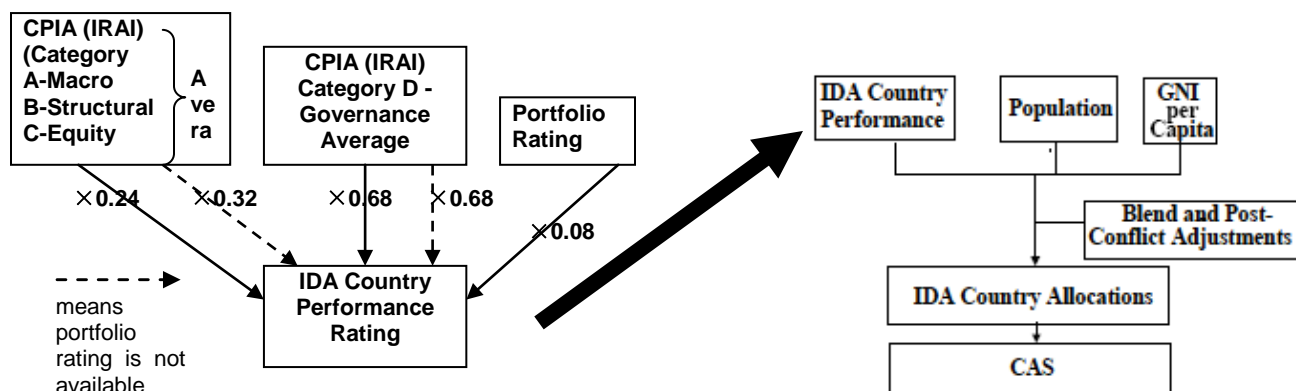 CPIA (IRAI)
(Category
A-Macro
B-Structural
C-Equity
A
ve
ra
CPIA (IRAI)
Category D -
Governance
Average
Portfolio
Rating
×0.24
×0.32
×0.68
×0.68
×0.08
IDA Country
Performance
Rating
means
portfolio
rating is not
available
IDA Country
Performance
Population
GNI
per
Capita
Blend and Post-
Conflict Adjustments
IDA Country Allocations
CAS